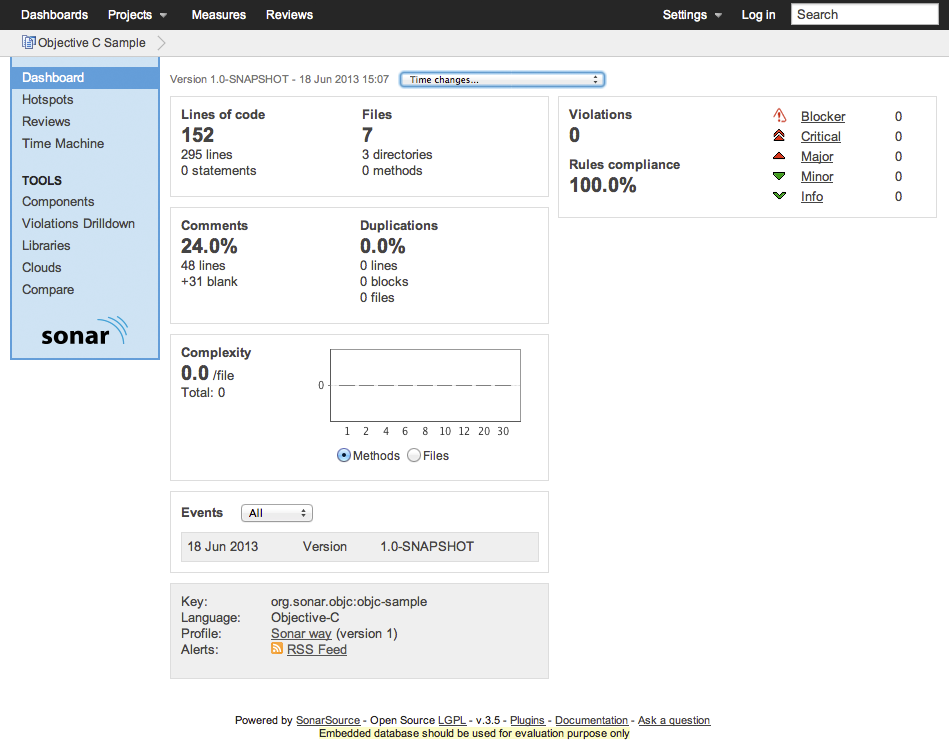 Dashboards Projects Measures Reviews Settings Log in Search
Objective C Sample
Dashboard
Hotspots
Reviews
Time Machine
TOOLS
Components
Violations Drilldown
Libraries
Clouds
Compare
sonar
Version 1.0-SNAPSHOT - 18 Jun 2013 15:07 Time changes...
Lines of code
152
295 lines
0 statements
Files
7
3 directories
0 methods
Comments
24.0%
48 lines
+31 blank
Duplications
0.0%
0 lines
0 blocks
0 files
Complexity
0.0 /file
Total: 0
0
1 2 4 6 8 10 12 20 30
Methods Files
Events All
18 Jun 2013 Version 1.0-SNAPSHOT
Key: org.sonar.objc:objc-sample
Language: Objective-C
Profile: Sonar way (version 1)
Alerts: RSS Feed
Violations
0
Rules compliance
100.0%
Blocker 0
Critical 0
Major 0
Minor 0
Info 0
Powered by SonarSource - Open Source LGPL - v.3.5 - Plugins - Documentation - Ask a question
Embedded database should be used for evaluation purpose only